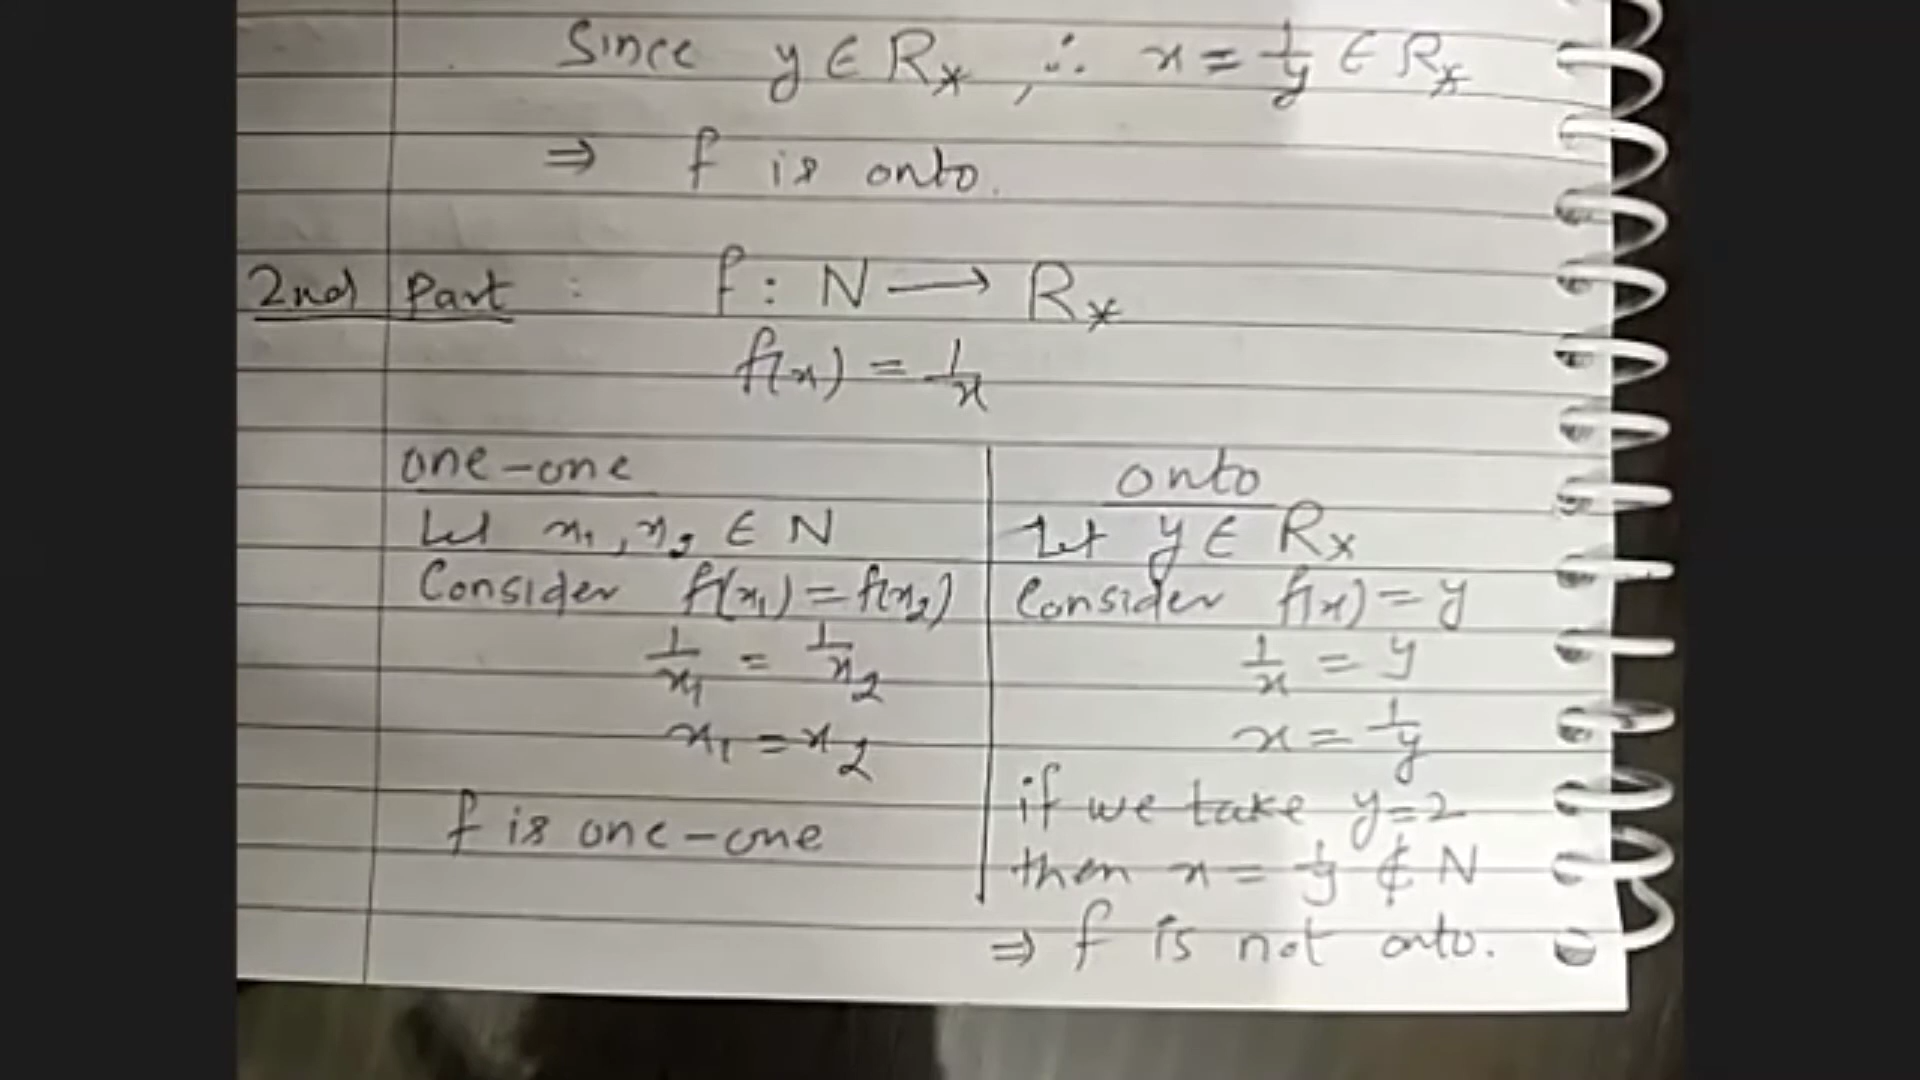 Since y ∈ R* , ∴ x = 1/y ∈ R*
⇒ f is onto.
2nd Part : f : N → R*
f(x) = 1/x
one-one
Let x₁, x₂ ∈ N
Consider f(x₁) = f(x₂)
1/x₁ = 1/x₂
x₁ = x₂
f is one-one
onto
Let y ∈ R*
Consider f(x) = y
1/x = y
x = 1/y
if we take y=2
then x = 1/y ∉ N
⇒ f is not onto.